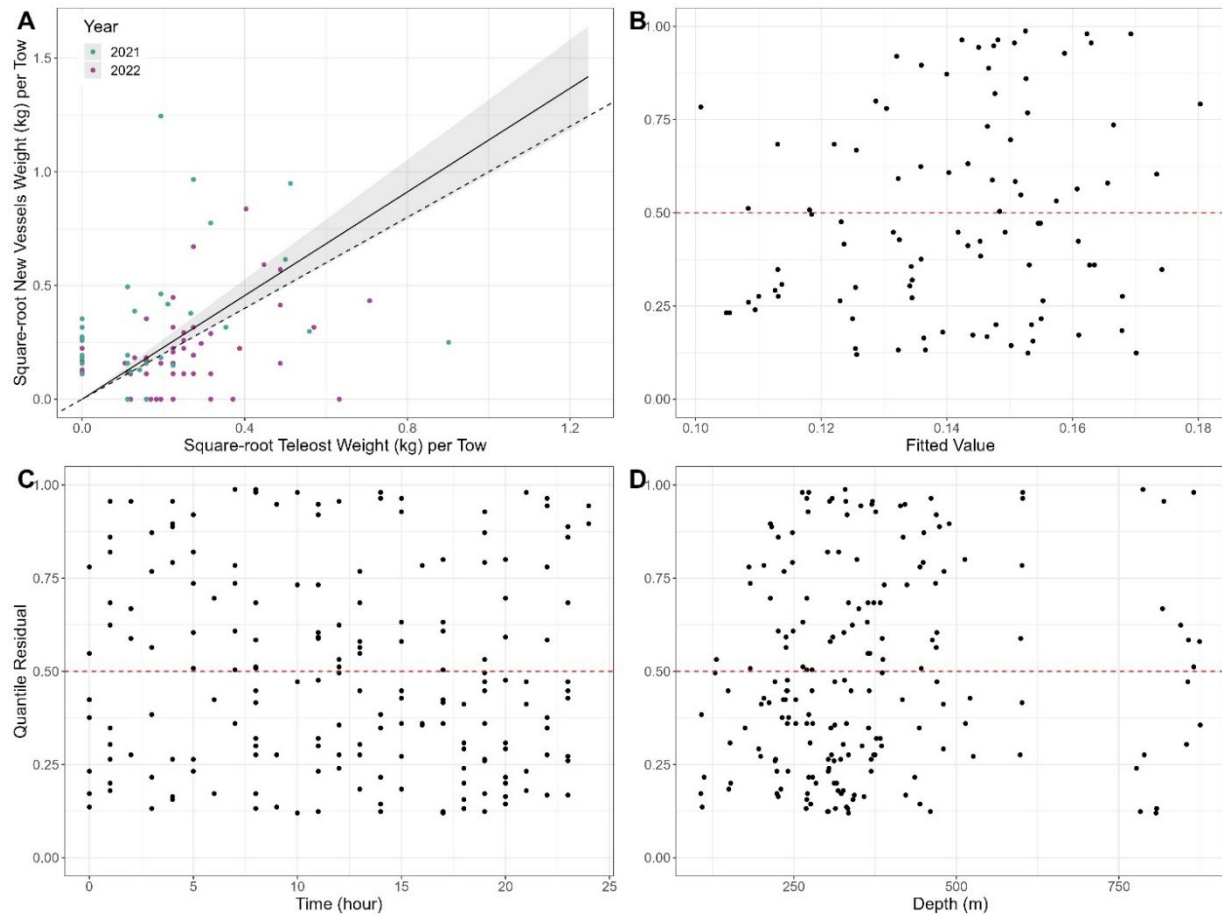 A
Year
2021
2022
Square-root New Vessels Weight (kg) per Tow
1.5
1.0
0.5
0.0
0.0 0.4 0.8 1.2
Square-root Teleost Weight (kg) per Tow
B
1.00
0.75
0.50
0.25
0.00
0.10 0.12 0.14 0.16 0.18
Fitted Value
C
Quantile Residual
1.00
0.75
0.50
0.25
0.00
0 5 10 15 20 25
Time (hour)
D
1.00
0.75
0.50
0.25
0.00
250 500 750
Depth (m)